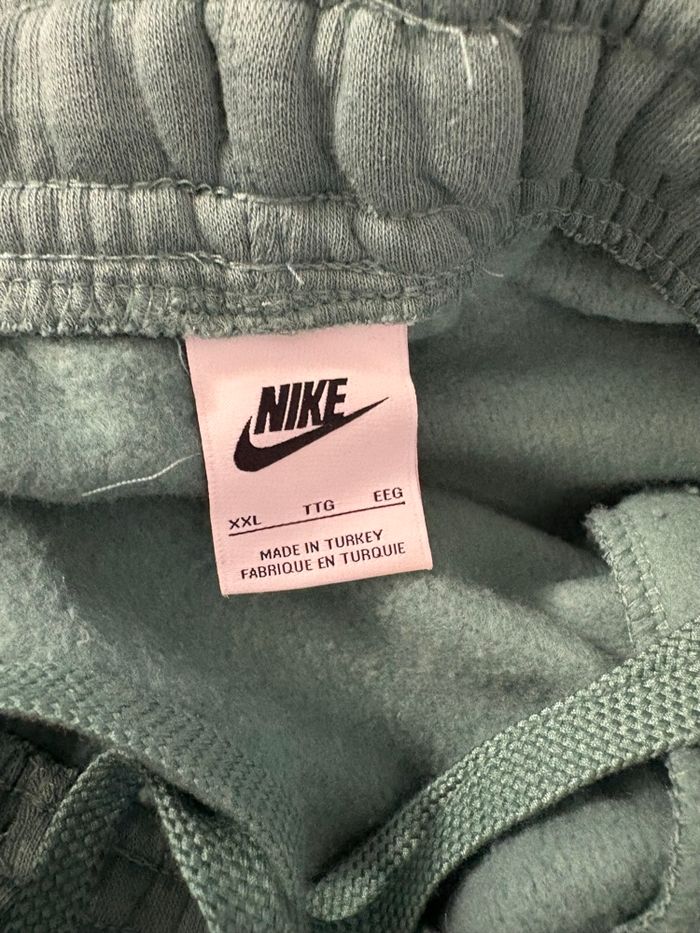 NIKE
XXL TTG EEG
MADE IN TURKEY
FABRIQUE EN TURQUIE